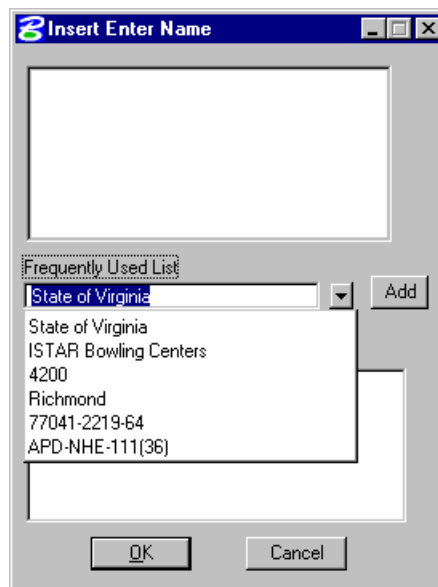 Insert Enter Name
Frequently Used List
State of Virginia
Add
State of Virginia
ISTAR Bowling Centers
4200
Richmond
77041-2219-64
APD-NHE-111(36)
OK
Cancel